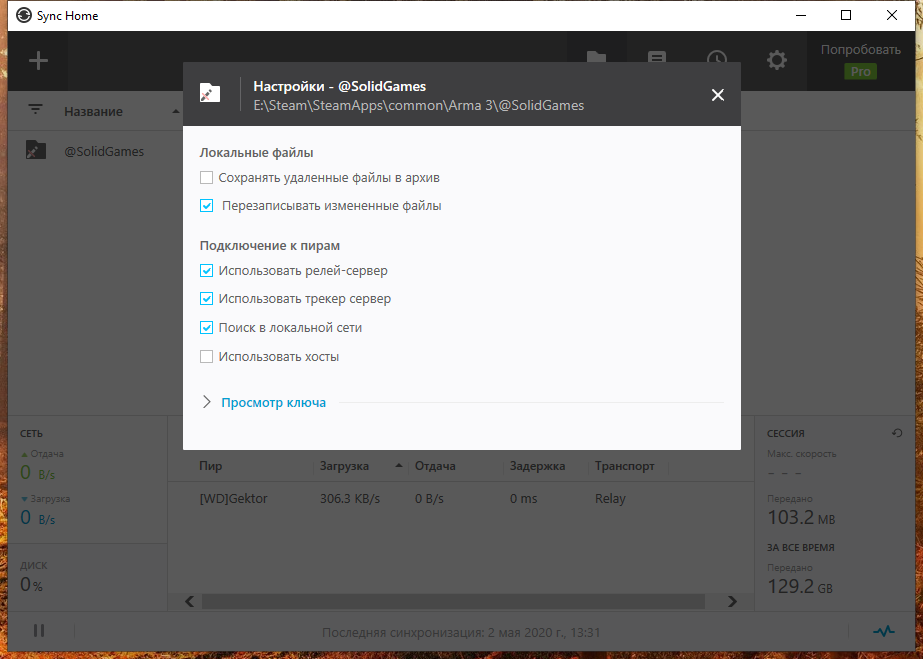 Sync Home
Попробовать
Pro
Настройки - @SolidGames
E:\Steam\SteamApps\common\Arma 3\@SolidGames
Название
@SolidGames
Локальные файлы
Сохранять удаленные файлы в архив
Перезаписывать измененные файлы
Подключение к пирам
Использовать релей-сервер
Использовать трекер сервер
Поиск в локальной сети
Использовать хосты
Просмотр ключа
СЕТЬ
Отдача
0 B/s
Загрузка
0 B/s
ДИСК
0%
Пир Загрузка Отдача Задержка Транспорт
[WD]Gektor 306.3 KB/s 0 B/s 0 ms Relay
СЕССИЯ
Макс. скорость
- - -
Передано
103.2 MB
ЗА ВСЕ ВРЕМЯ
Передано
129.2 GB
Последняя синхронизация: 2 мая 2020 г., 13:31